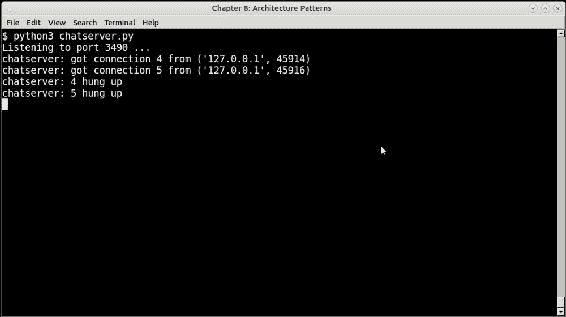 Chapter 8: Architecture Patterns
File Edit View Search Terminal Help
$ python3 chatserver.py
Listening to port 3490 ...
chatserver: got connection 4 from ('127.0.0.1', 45914)
chatserver: got connection 5 from ('127.0.0.1', 45916)
chatserver: 4 hung up
chatserver: 5 hung up